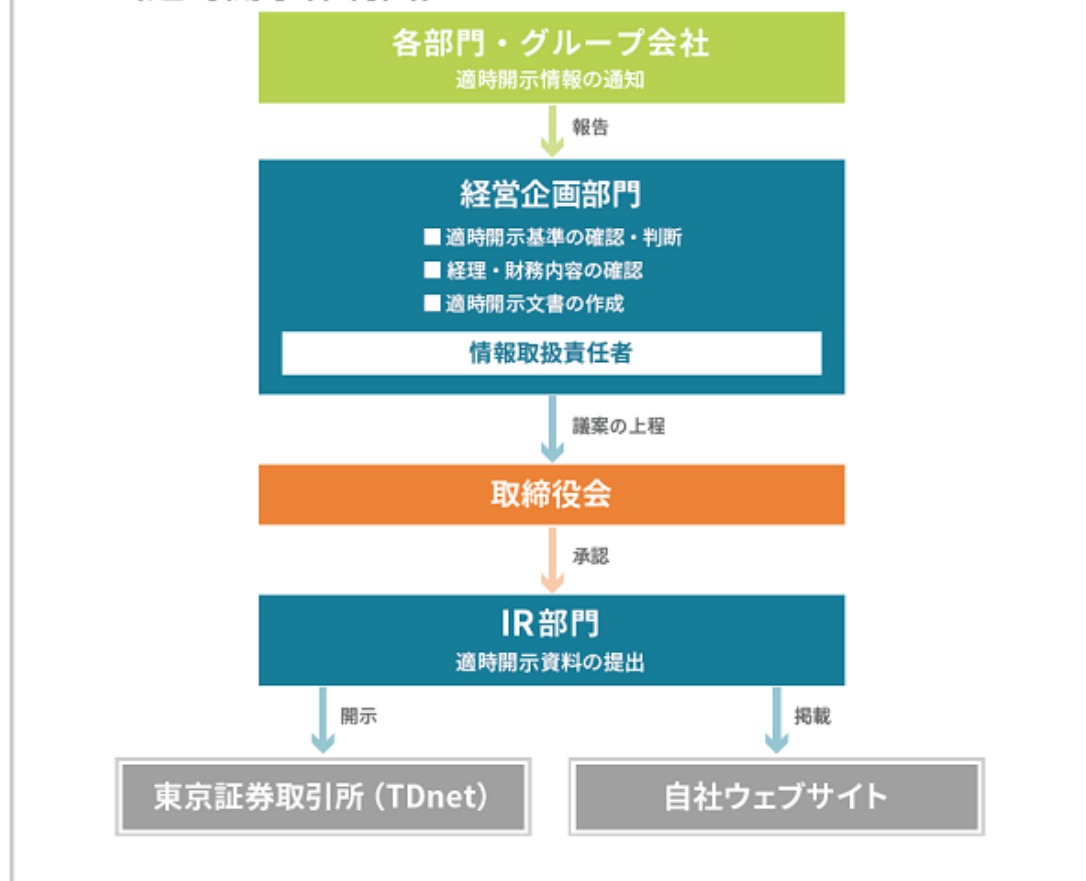 各部門・グループ会社
適時開示情報の通知
報告
経営企画部門
■ 適時開示基準の確認・判断
■ 経理・財務内容の確認
■ 適時開示文書の作成
情報取扱責任者
議案の上程
取締役会
承認
IR部門
適時開示資料の提出
開示
掲載
東京証券取引所（TDnet）
自社ウェブサイト